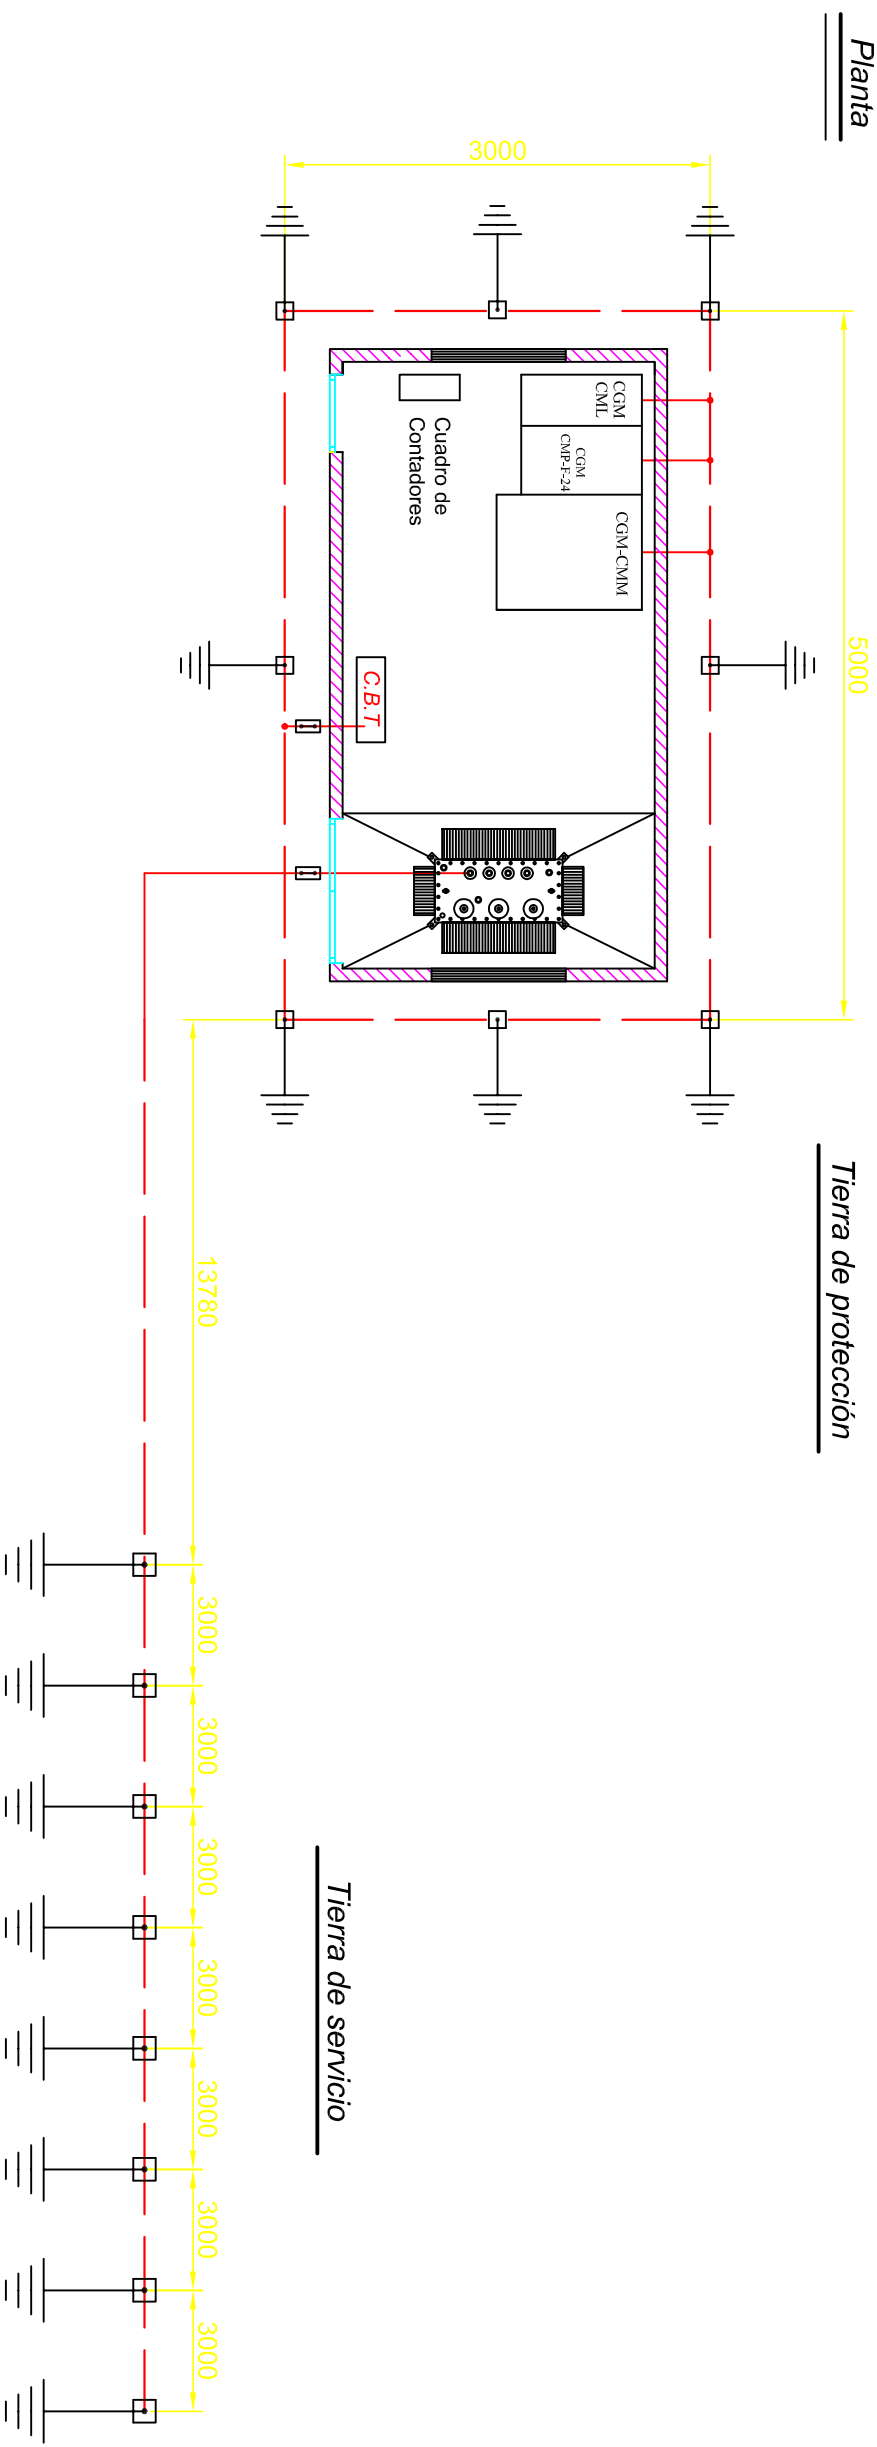 Planta
3000
5000
CGM
CML
CGM
CMP-F-24
CGM-CMM
Cuadro de
Contadores
C.B.T.
Tierra de protección
13780
3000
3000
3000
3000
3000
3000
3000
Tierra de servicio